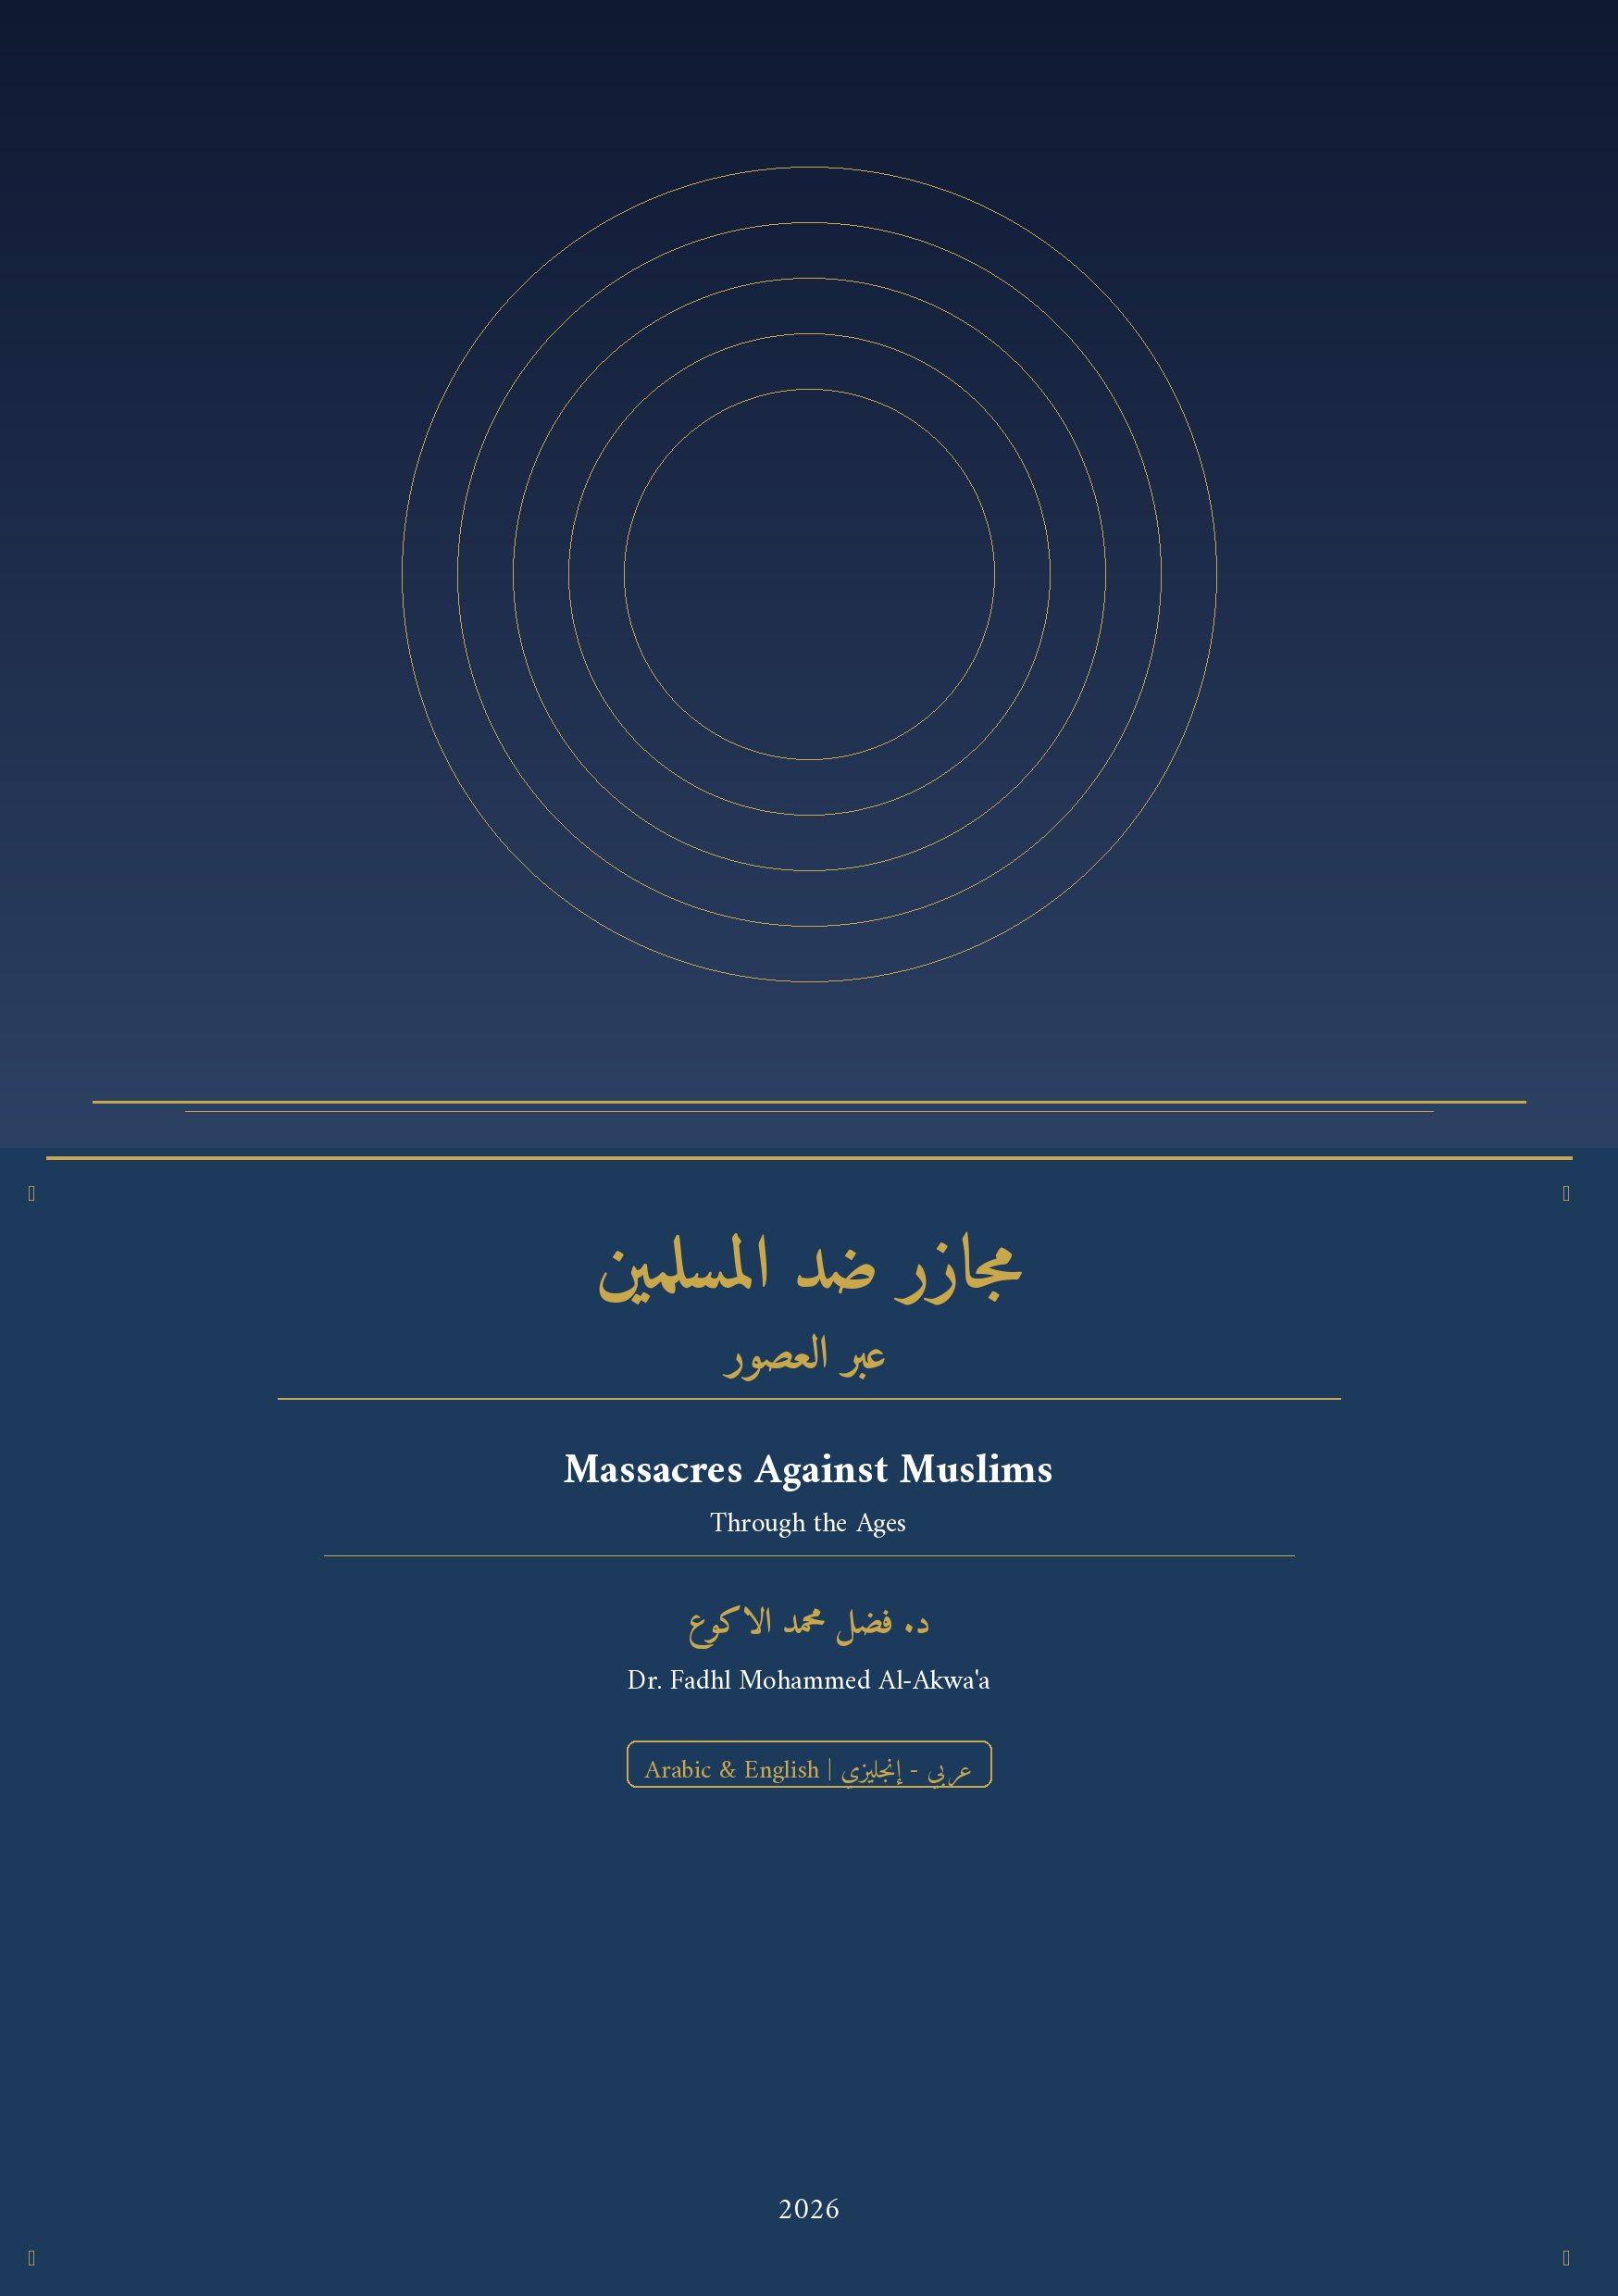 مجازر ضد المسلمين
عبر العصور
Massacres Against Muslims
Through the Ages
د. فضل محمد الاكوع
Dr. Fadhl Mohammed Al-Akwa'a
Arabic & English | عربي - إنجليزي
2026